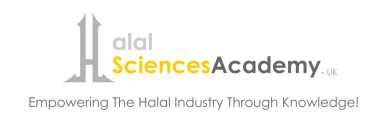 Halal
SciencesAcademy.UK
Empowering The Halal Industry Through Knowledge!